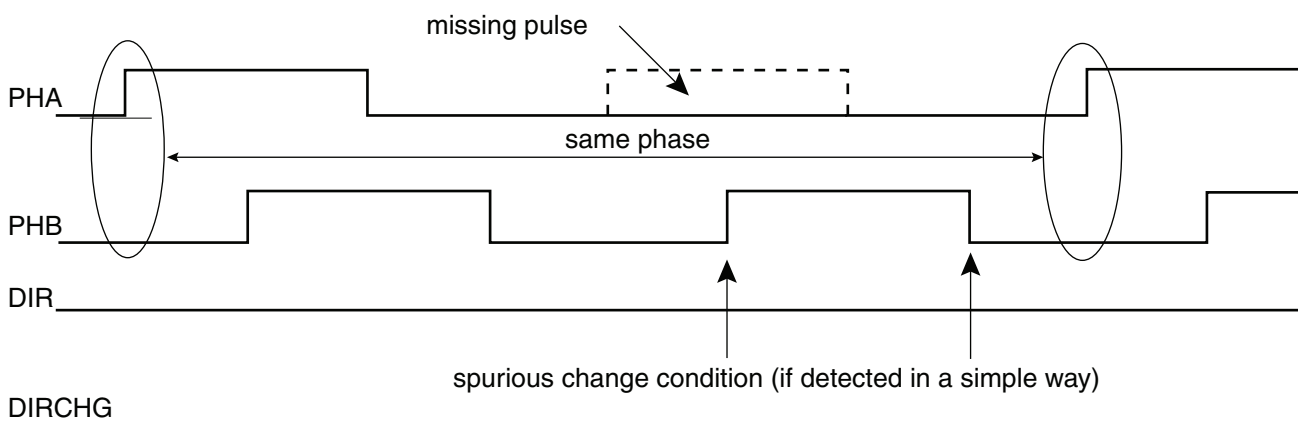 missing pulse
PHA
same phase
PHB
DIR
spurious change condition (if detected in a simple way)
DIRCHG